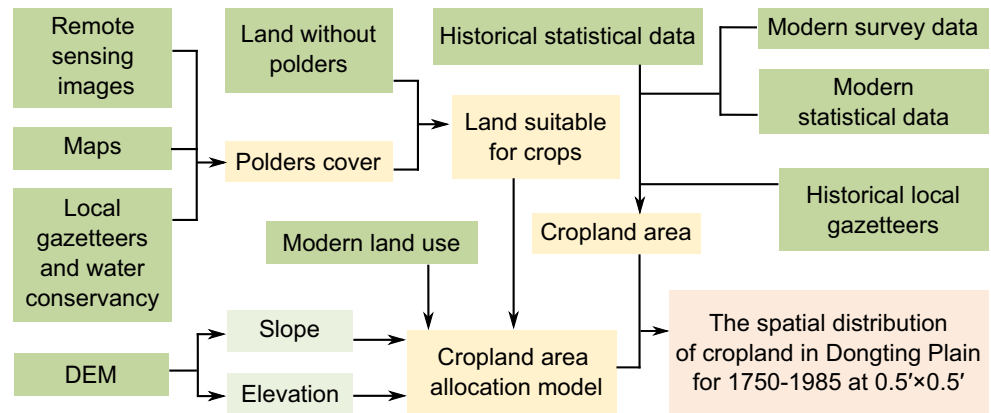 Remote
sensing
images
Maps
Local
gazetteers
and water
conservancy
DEM
Land without
polders
Polders cover
Modern land use
Slope
Elevation
Historical statistical data
Land suitable
for crops
Cropland area
Cropland area
allocation model
Modern survey data
Modern
statistical data
Historical local
gazetteers
The spatial distribution
of cropland in Dongting Plain
for 1750-1985 at 0.5′×0.5′